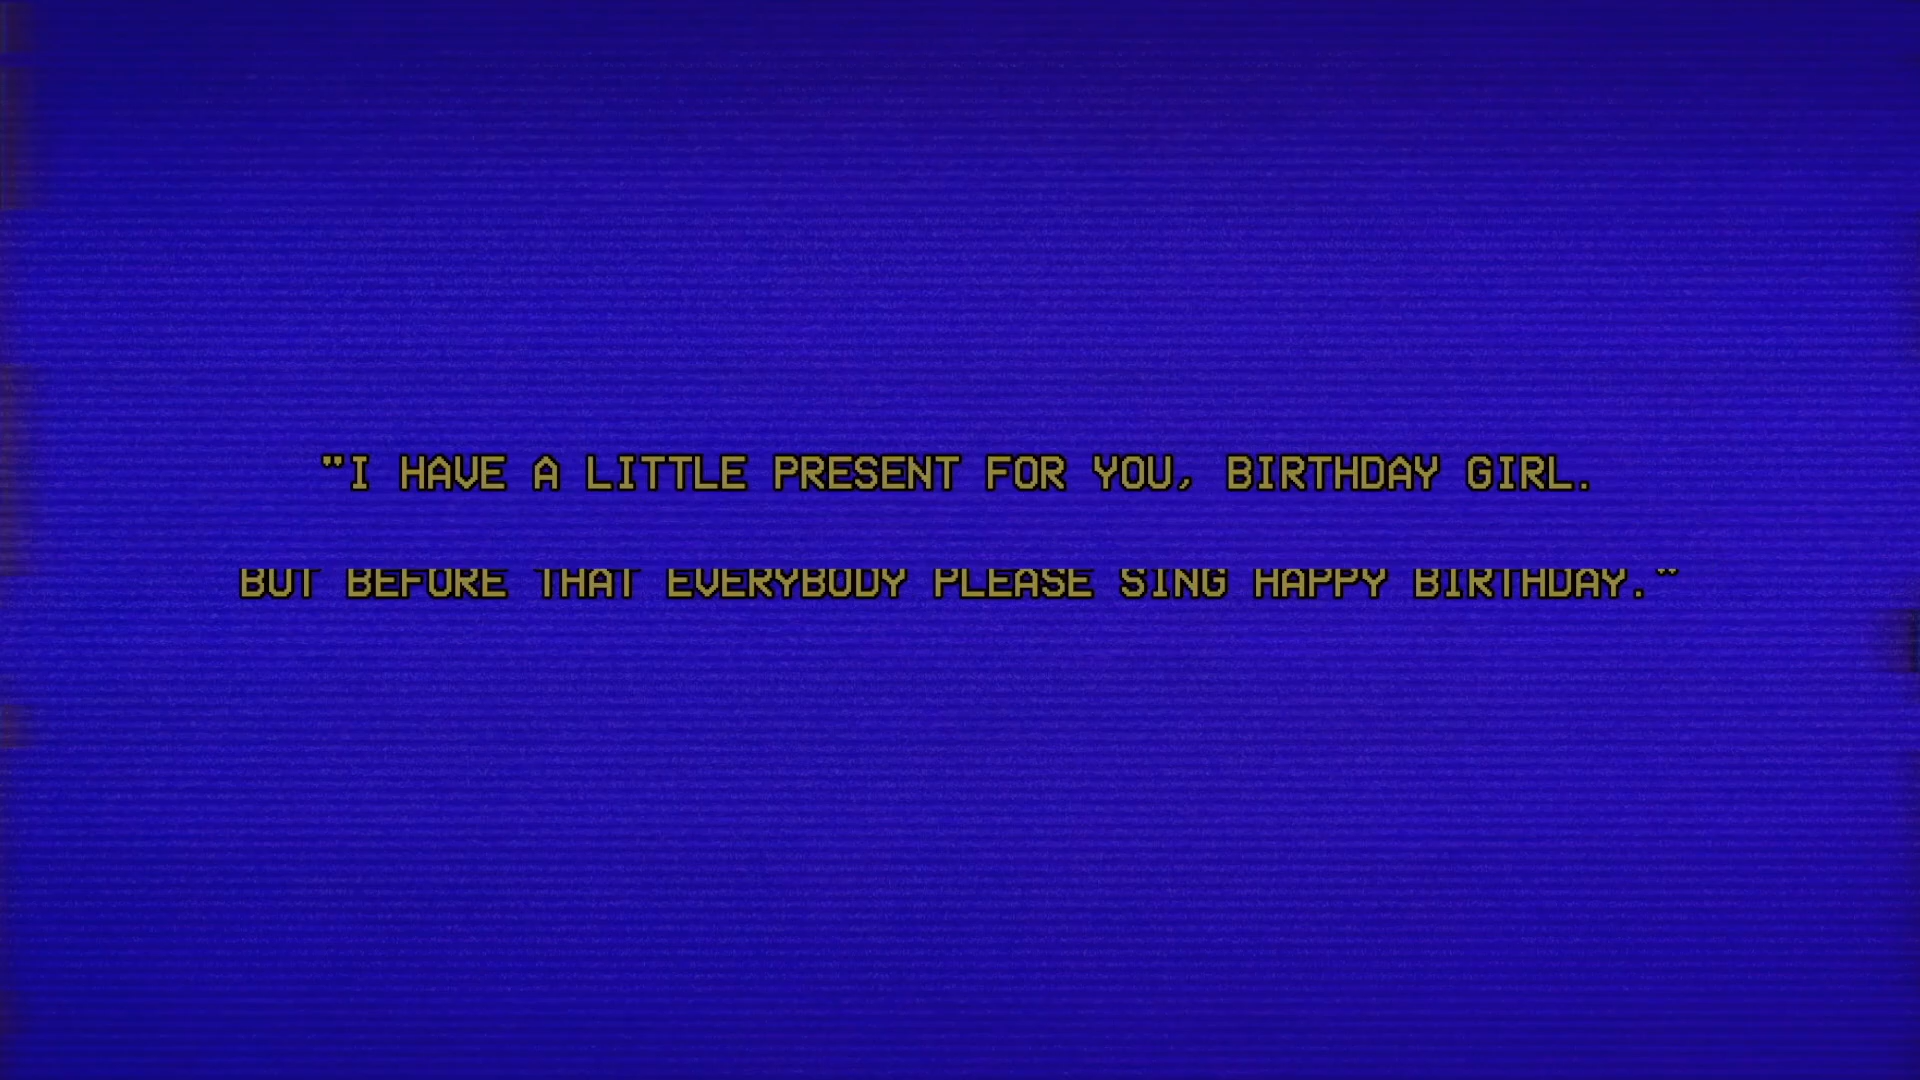 "I HAVE A LITTLE PRESENT FOR YOU, BIRTHDAY GIRL.
BUT BEFORE THAT EVERYBODY PLEASE SING HAPPY BIRTHDAY."